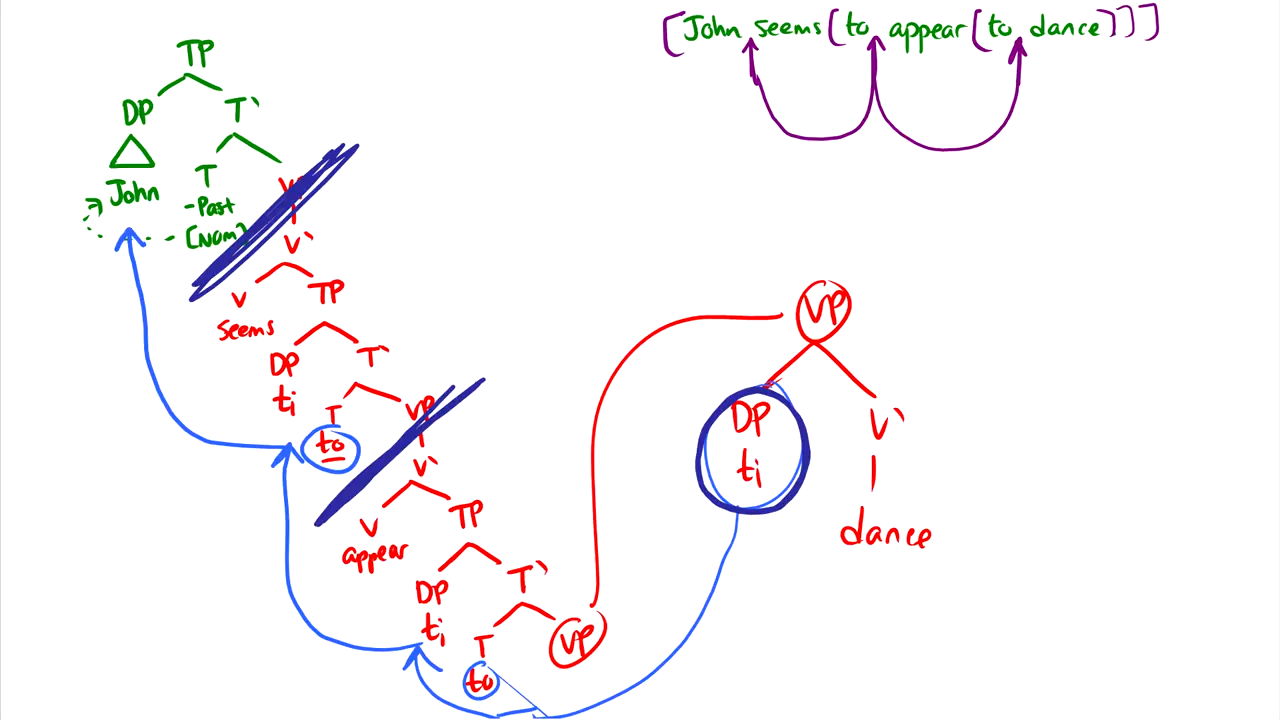 [John seems [to appear [to dance]]]
TP
DP T`
John T
-Past
[Nom]
V`
V TP
seems
DP T`
ti T
to
VP
V`
V TP
appear
DP T`
ti T
to
VP
VP
DP V`
ti
dance